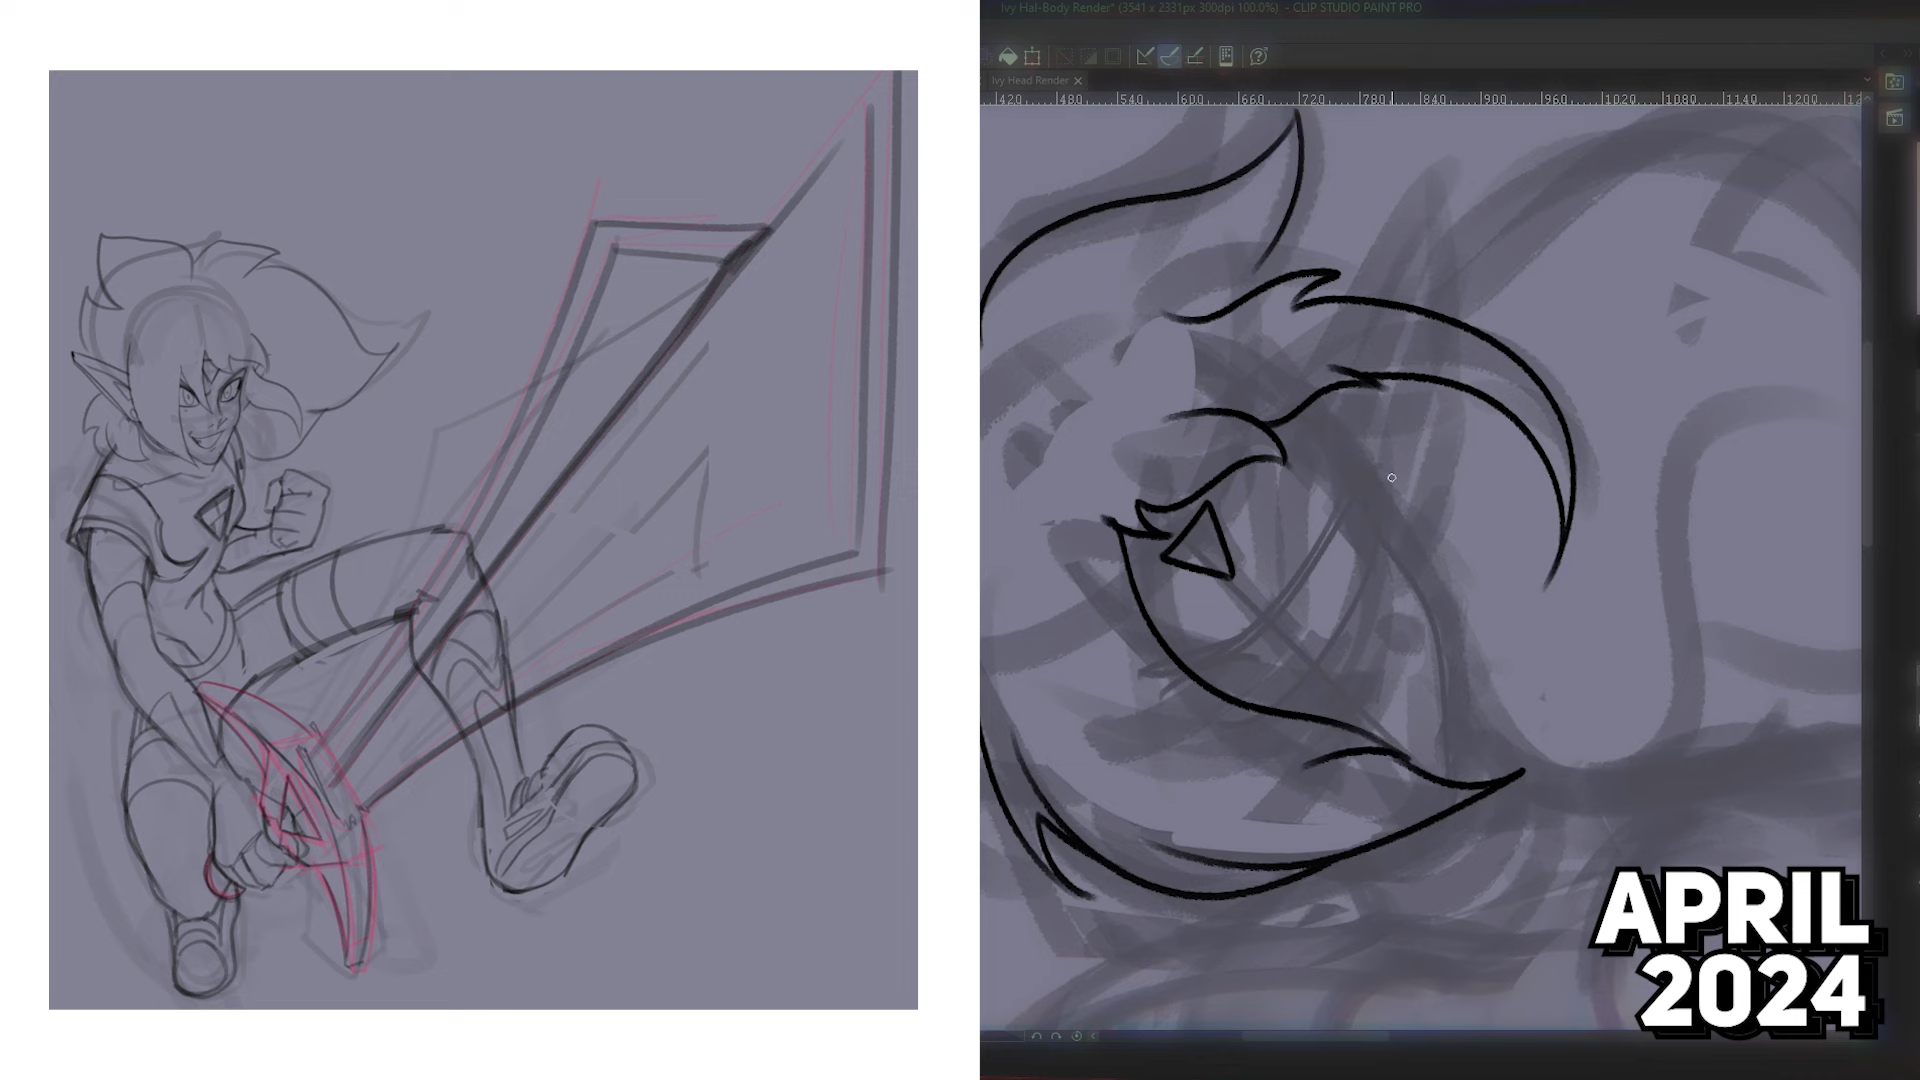 Ivy Hal-Body Render* (3541 x 2331px 300dpi 100.0%) - CLIP STUDIO PAINT PRO
Ivy Head Render
420 480 540 600 660 720 780 840 900 960 1020 1080 1140 1200 12
APRIL
2024